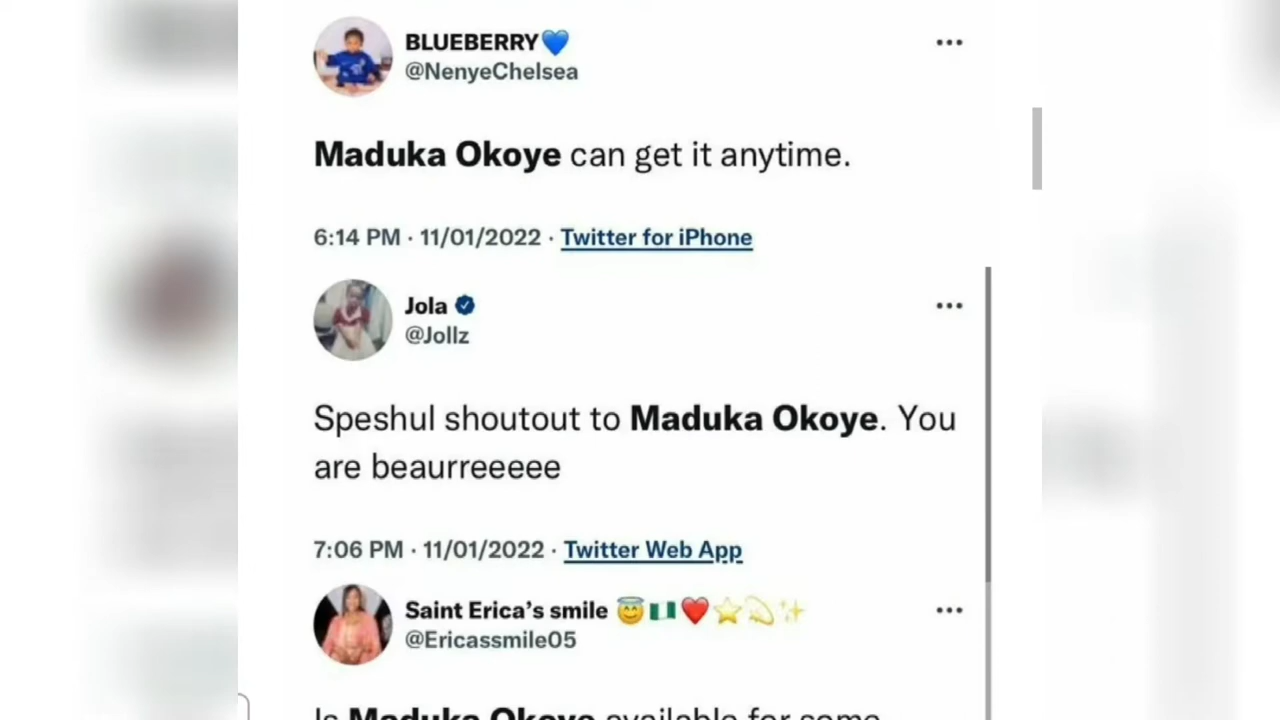 BLUEBERRY💙
@NenyeChelsea
Maduka Okoye can get it anytime.
6:14 PM · 11/01/2022 · Twitter for iPhone
Jola
@Jollz
Speshul shoutout to Maduka Okoye. You
are beaurreeeee
7:06 PM · 11/01/2022 · Twitter Web App
Saint Erica's smile 😇🇳🇬❤️⭐💫✨
@Ericassmile05
Is Maduka Okoye available for some